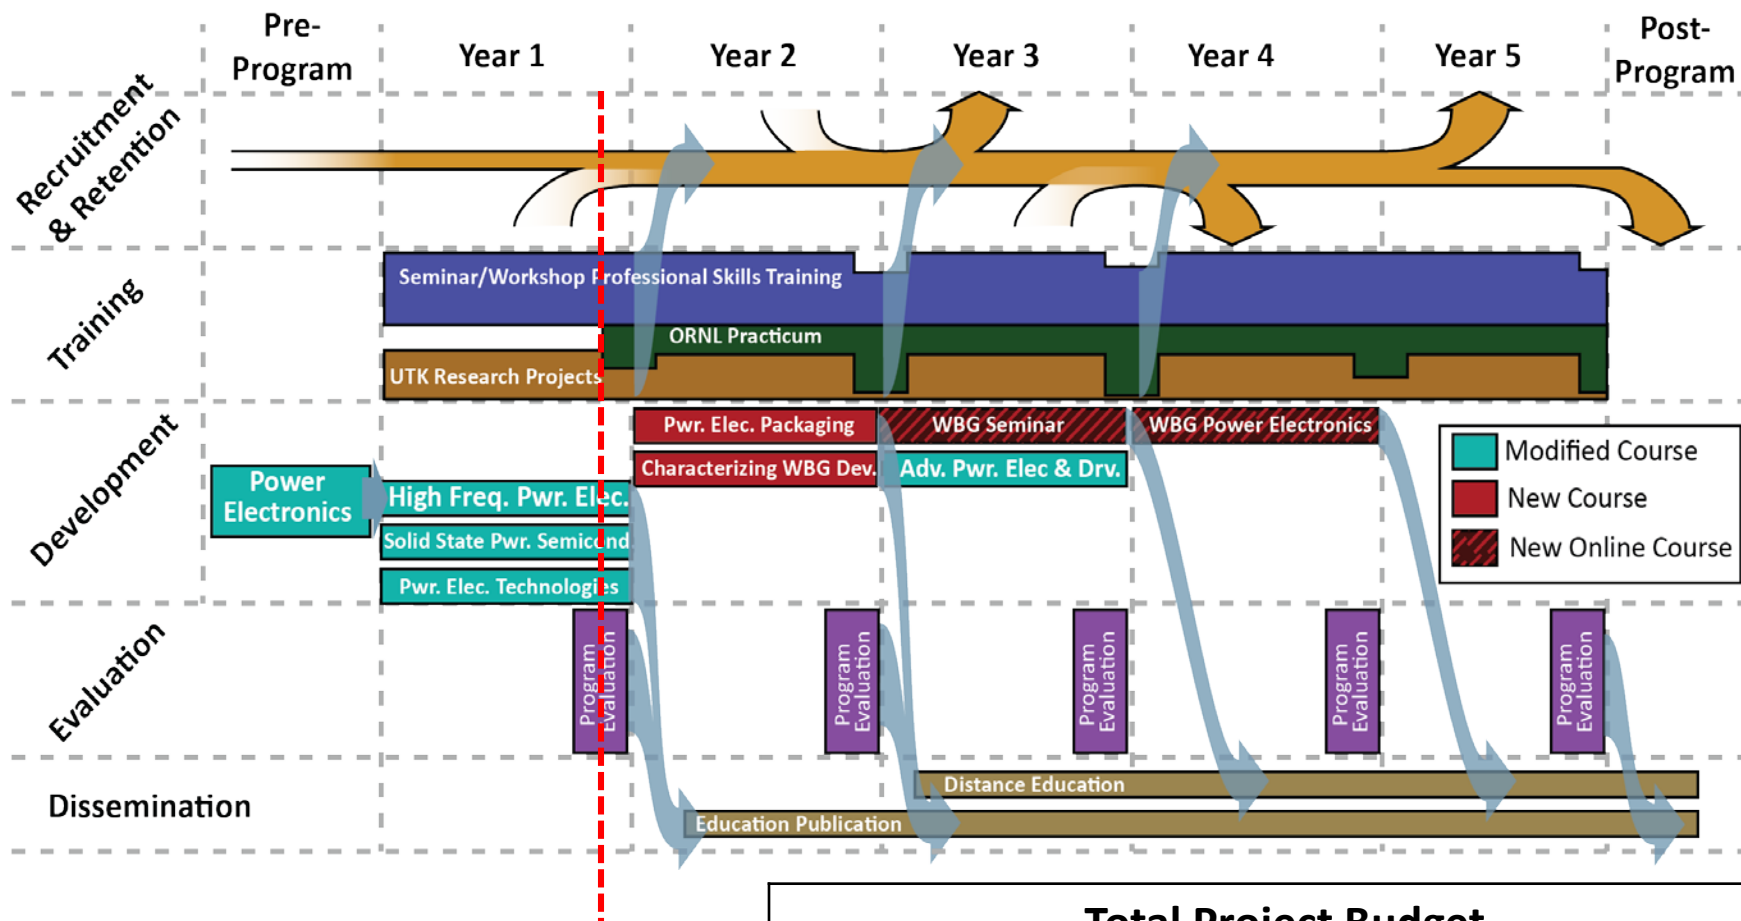 Pre-
Program
Year 1
Year 2
Year 3
Year 4
Year 5
Post-
Program
Recruitment
& Retention
Training
Seminar/Workshop Professional Skills Training
ORNL Practicum
UTK Research Projects
Development
Power
Electronics
High Freq. Pwr. Elec.
Solid State Pwr. Semicond.
Pwr. Elec. Technologies
Pwr. Elec. Packaging
Characterizing WBG Dev.
WBG Seminar
Adv. Pwr. Elec & Drv.
WBG Power Electronics
Modified Course
New Course
New Online Course
Evaluation
Program
Evaluation
Program
Evaluation
Program
Evaluation
Program
Evaluation
Program
Evaluation
Dissemination
Distance Education
Education Publication
Total Project Budget